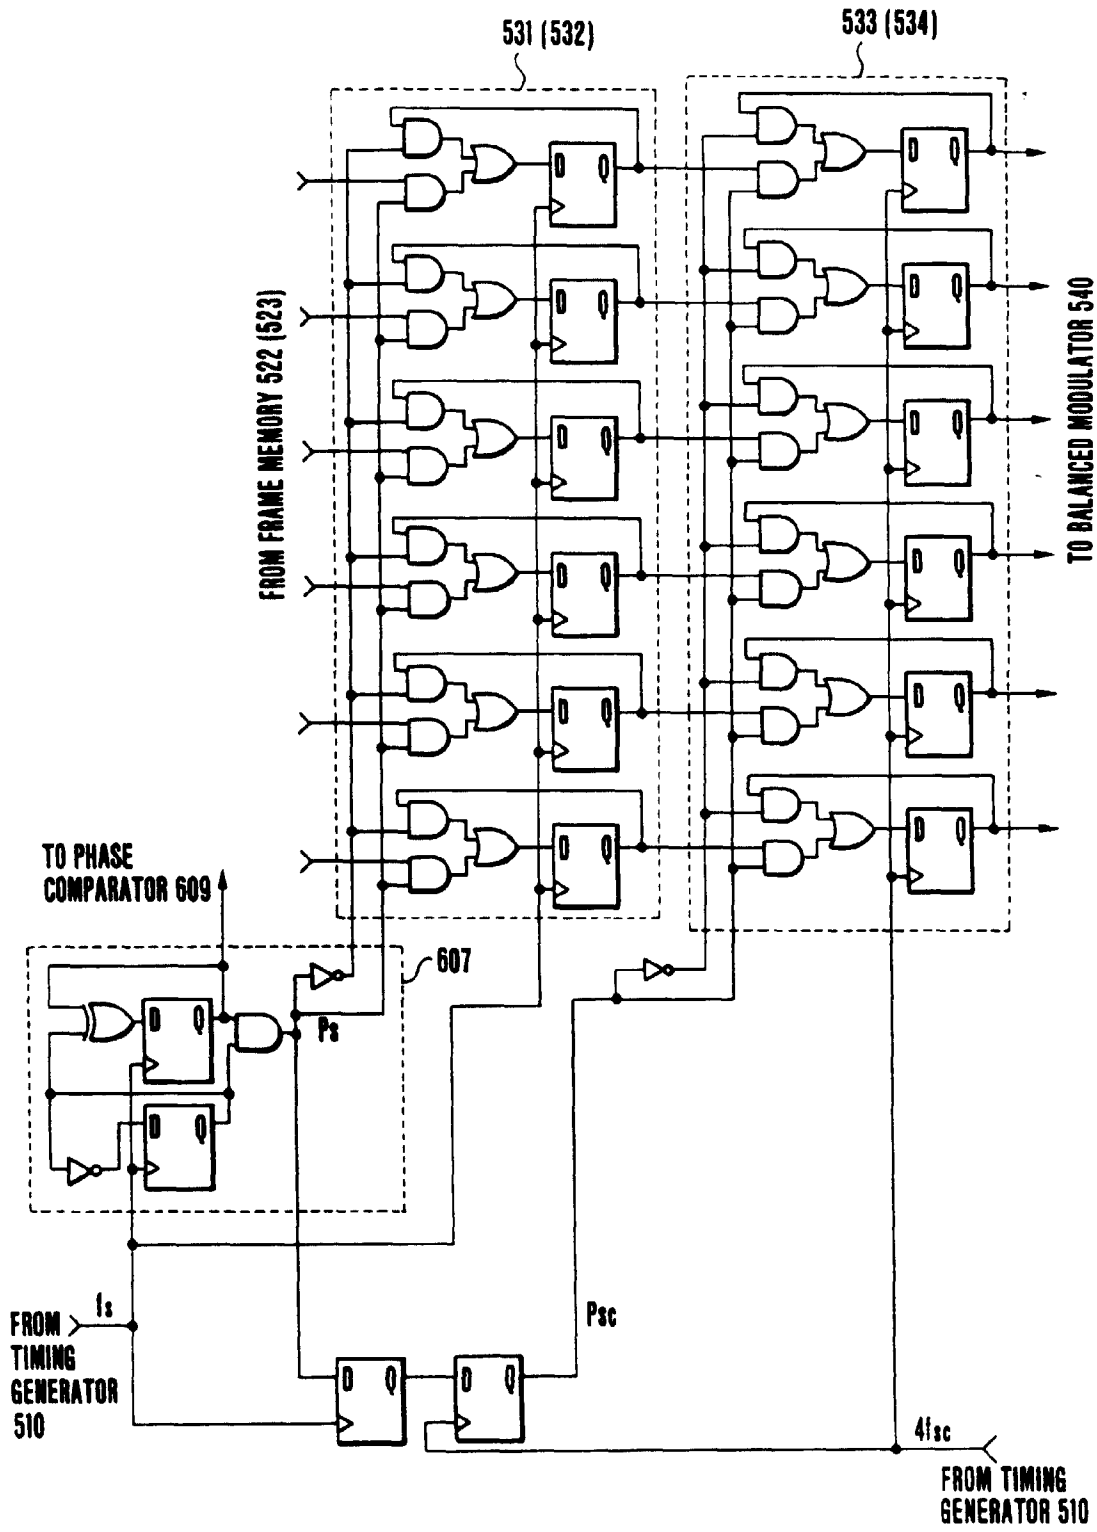 531 (532)
533 (534)
D Q
D Q
D Q
D Q
D Q
D Q
D Q
D Q
D Q
D Q
D Q
D Q
FROM FRAME MEMORY 522 (523)
TO BALANCED MODULATOR 540
TO PHASE
COMPARATOR 609
607
D Q
Ps
D Q
fs
FROM
TIMING
GENERATOR
510
Psc
D Q
D Q
4fsc
FROM TIMING
GENERATOR 510